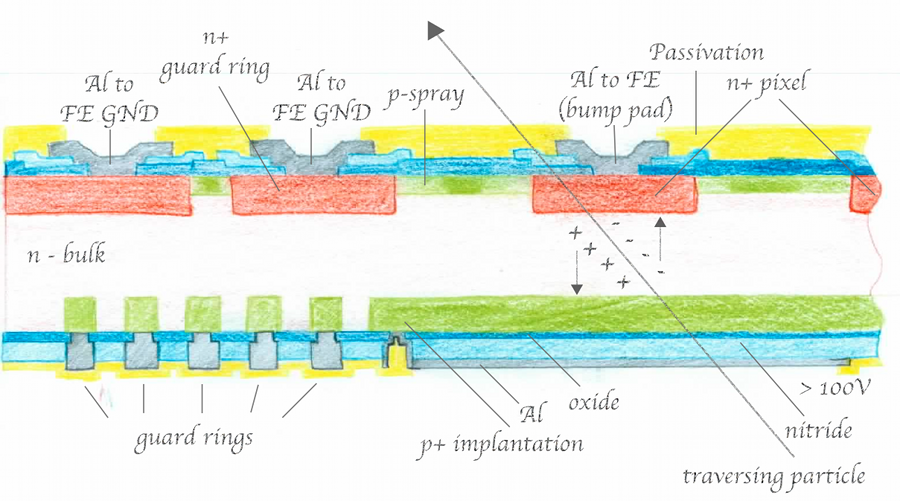 n+
guard ring
Al to
FE GND
Al to
FE GND
p-spray
Al to FE
(bump pad)
Passivation
n+ pixel
n - bulk
+ - + - + - + -
guard rings
Al
p+ implantation
oxide
> 100V
nitride
traversing particle